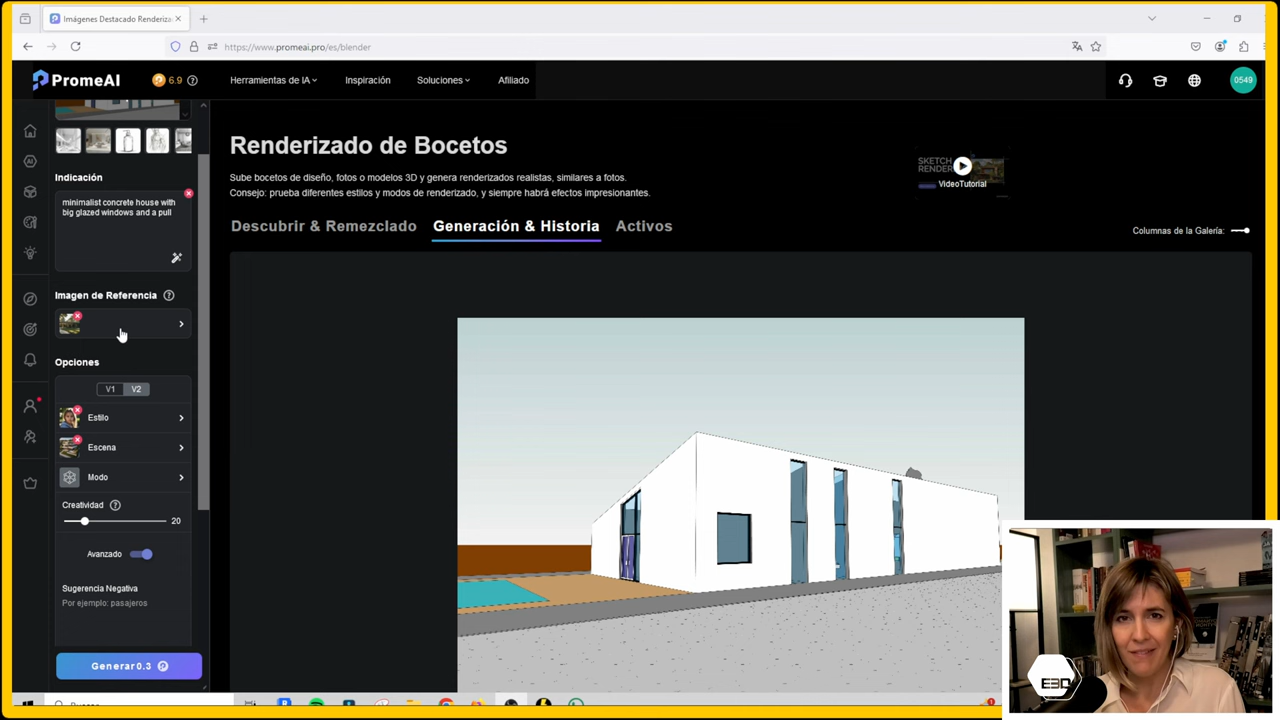 Imágenes Destacado Renderiza
https://www.promeai.pro/es/blender
PromeAI
6.9
Herramientas de IA
Inspiración
Soluciones
Afiliado
0549
Renderizado de Bocetos
Sube bocetos de diseño, fotos o modelos 3D y genera renderizados realistas, similares a fotos.
Consejo: prueba diferentes estilos y modos de renderizado, y siempre habrá efectos impresionantes.
SKETCH
RENDER
VideoTutorial
Descubrir & Remezclado
Generación & Historia
Activos
Columnas de la Galería:
Indicación
minimalist concrete house with
big glazed windows and a pull
Imagen de Referencia
Opciones
V1
V2
Estilo
Escena
Modo
Creatividad
20
Avanzado
Sugerencia Negativa
Por ejemplo: pasajeros
Generar 0.3
E3D